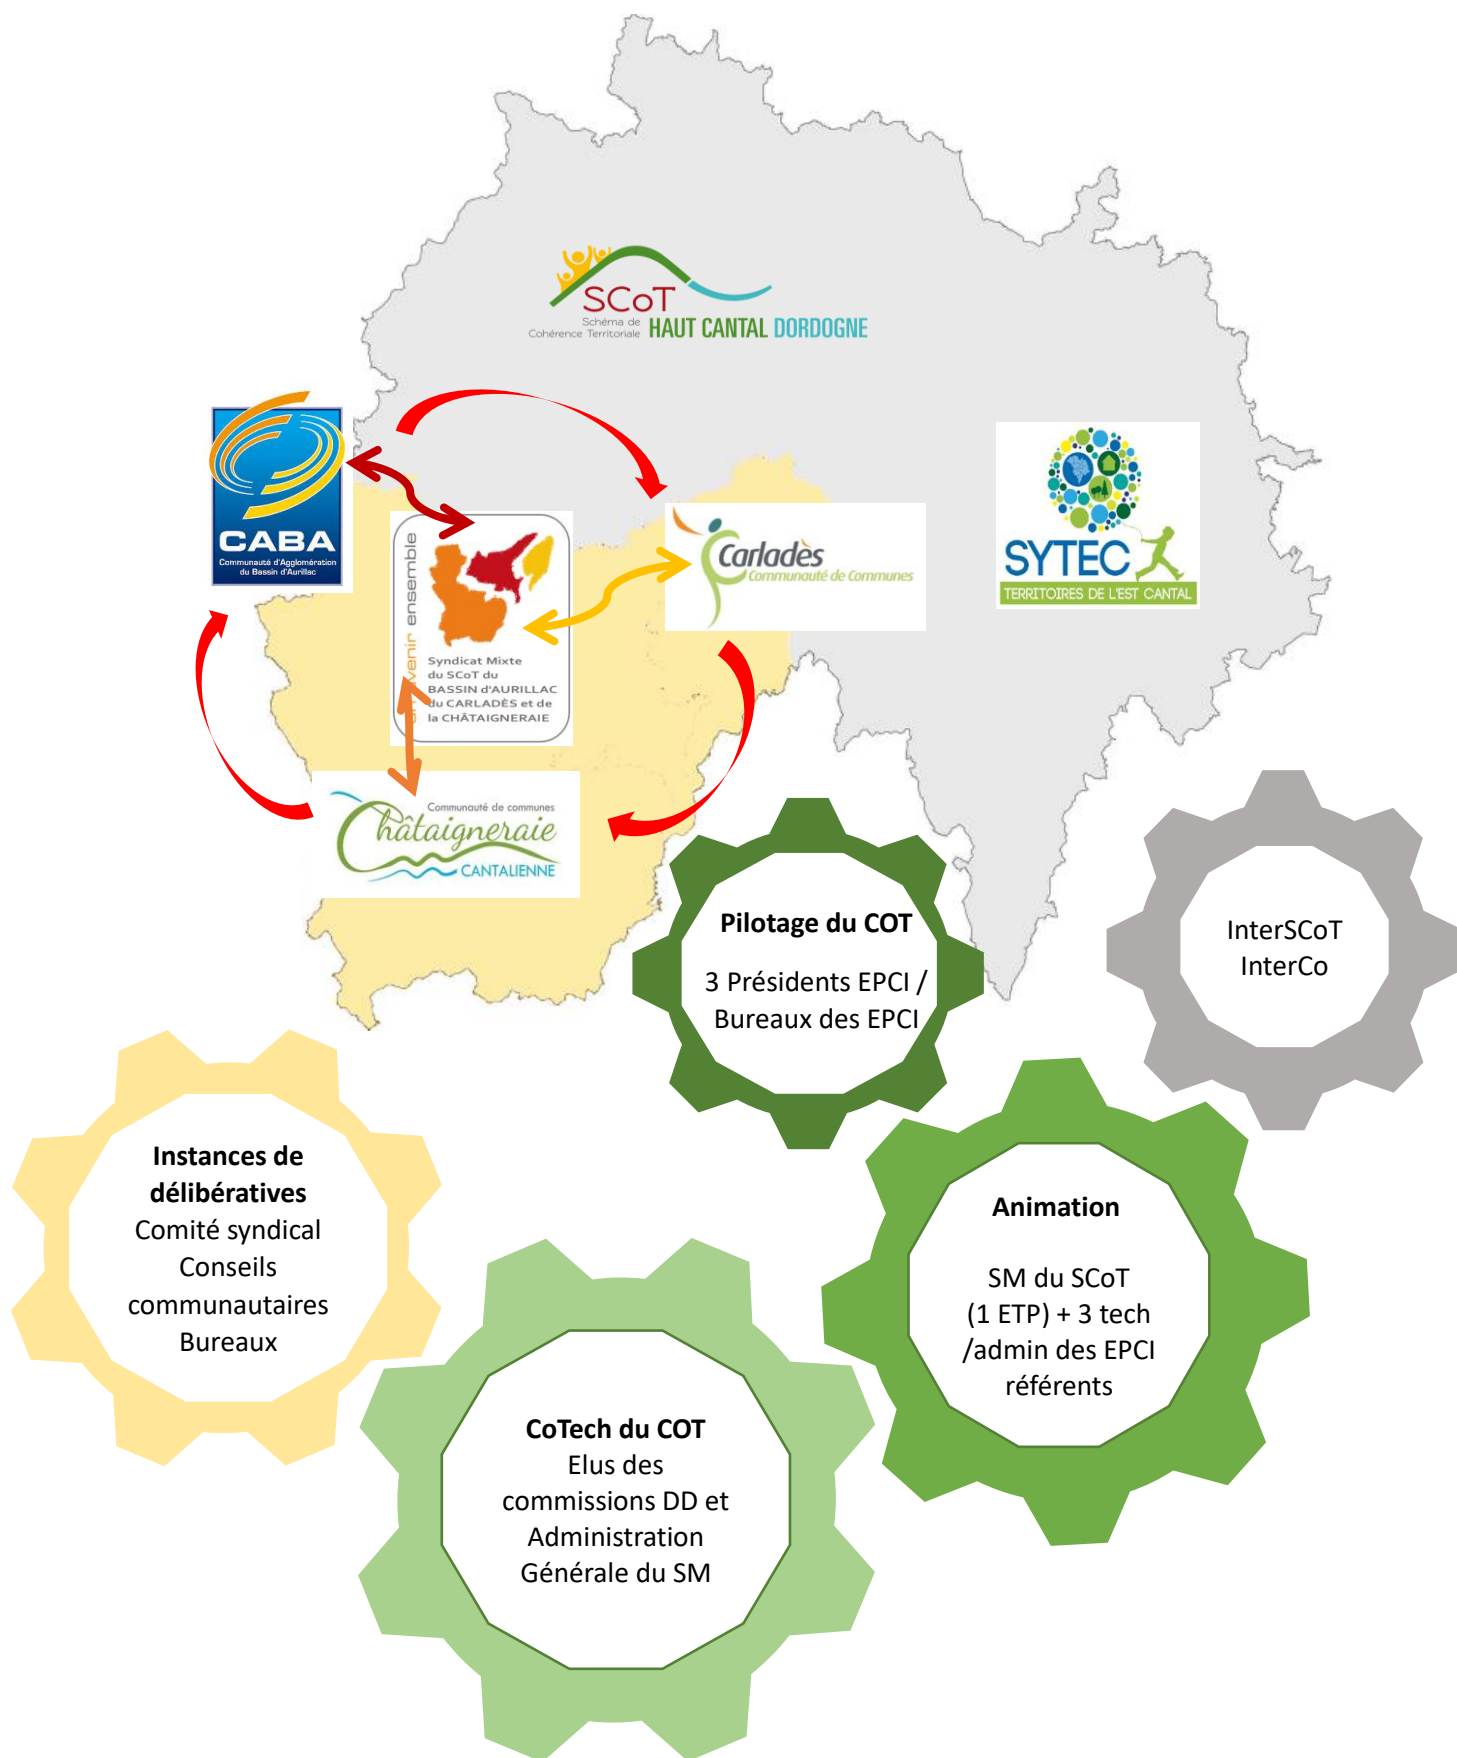 SCoT
Schéma de
Cohérence Territoriale HAUT CANTAL DORDOGNE
CABA
Communauté d'Agglomération
du Bassin d'Aurillac
avenir ensemble
Syndicat Mixte
du SCoT du
BASSIN d'AURILLAC
du CARLADÈS et de
la CHÂTAIGNERAIE
Carladès
Communauté de Communes
SYTEC
TERRITOIRES DE L'EST CANTAL
Communauté de communes
Châtaigneraie
CANTALIENNE
Pilotage du COT
3 Présidents EPCI /
Bureaux des EPCI
InterSCoT
InterCo
Instances de
délibératives
Comité syndical
Conseils
communautaires
Bureaux
Animation
SM du SCoT
(1 ETP) + 3 tech
/admin des EPCI
référents
CoTech du COT
Elus des
commissions DD et
Administration
Générale du SM